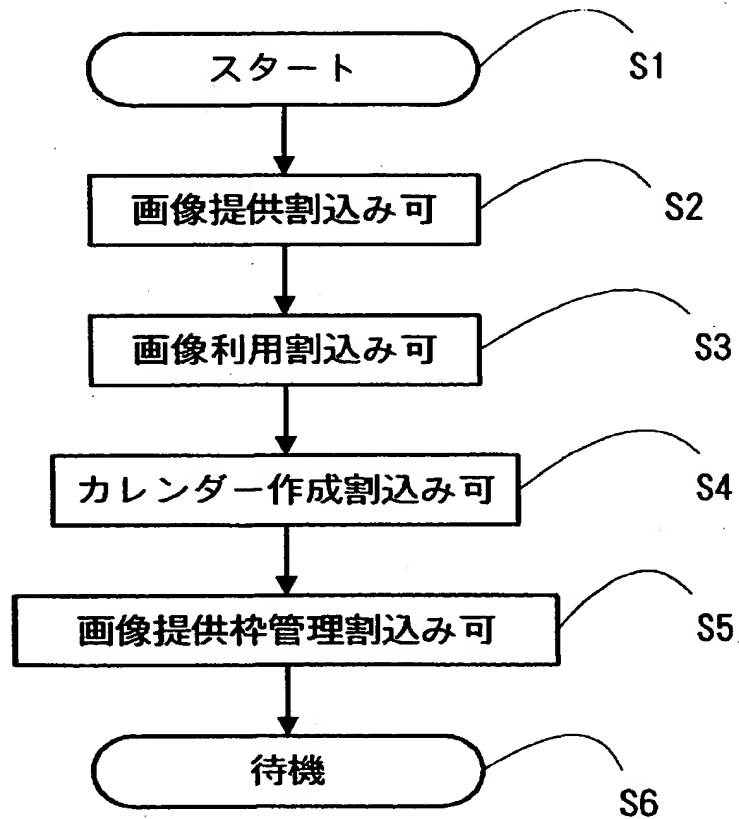 スタート
S1
画像提供割込み可
S2
画像利用割込み可
S3
カレンダー作成割込み可
S4
画像提供枠管理割込み可
S5
待機
S6